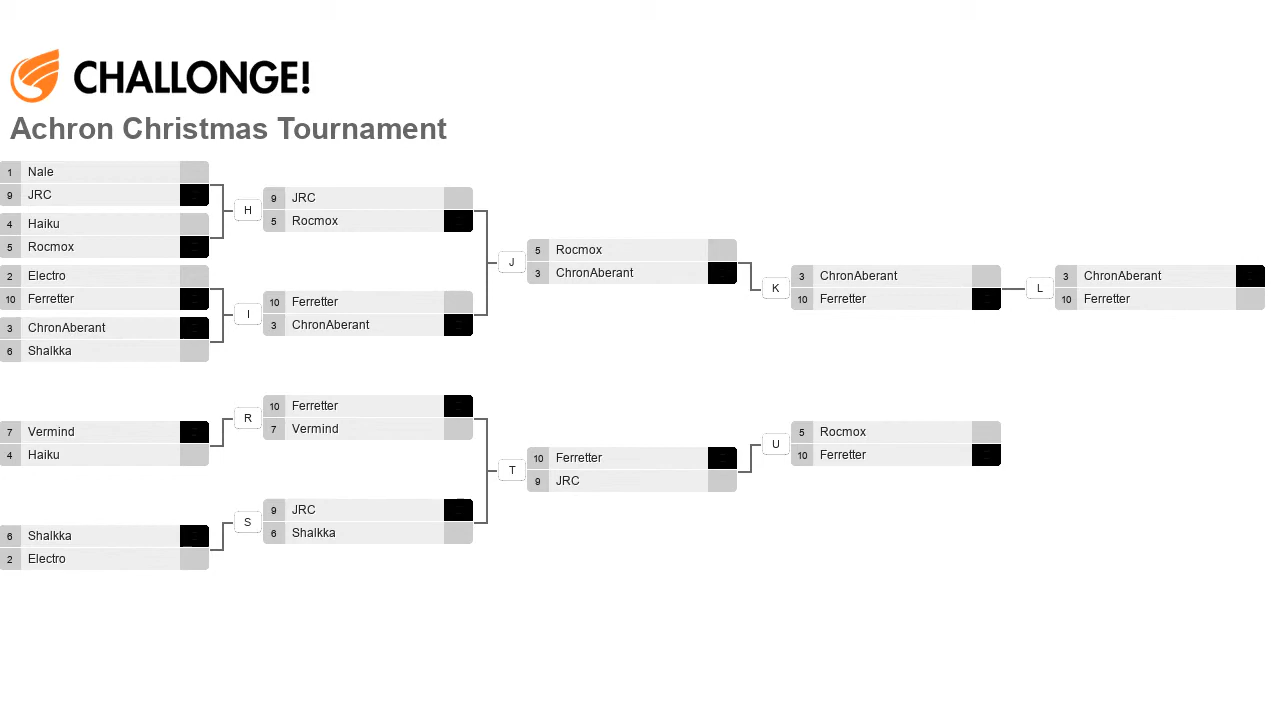 CHALLONGE!
Achron Christmas Tournament
1 Nale
9 JRC
4 Haiku
5 Rocmox
2 Electro
10 Ferretter
3 ChronAberant
6 Shalkka
H
9 JRC
5 Rocmox
I
10 Ferretter
3 ChronAberant
J
5 Rocmox
3 ChronAberant
K
3 ChronAberant
10 Ferretter
L
3 ChronAberant
10 Ferretter
7 Vermind
4 Haiku
6 Shalkka
2 Electro
R
10 Ferretter
7 Vermind
S
9 JRC
6 Shalkka
T
10 Ferretter
9 JRC
U
5 Rocmox
10 Ferretter